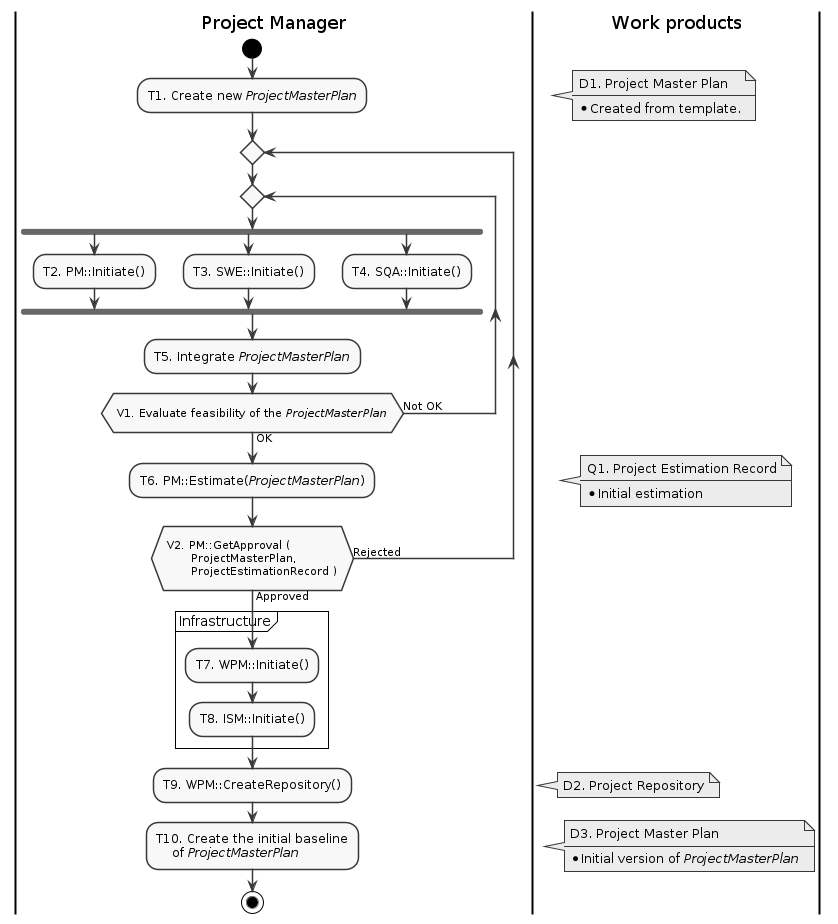 Project Manager
Work products
T1. Create new ProjectMasterPlan
D1. Project Master Plan
•Created from template.
T2. PM::Initiate()
T3. SWE::Initiate()
T4. SQA::Initiate()
T5. Integrate ProjectMasterPlan
V1. Evaluate feasibility of the ProjectMasterPlan
Not OK
OK
T6. PM::Estimate(ProjectMasterPlan)
Q1. Project Estimation Record
•Initial estimation
V2. PM::GetApproval (
ProjectMasterPlan,
ProjectEstimationRecord )
Rejected
Approved
Infrastructure
T7. WPM::Initiate()
T8. ISM::Initiate()
T9. WPM::CreateRepository()
D2. Project Repository
T10. Create the initial baseline
of ProjectMasterPlan
D3. Project Master Plan
•Initial version of ProjectMasterPlan